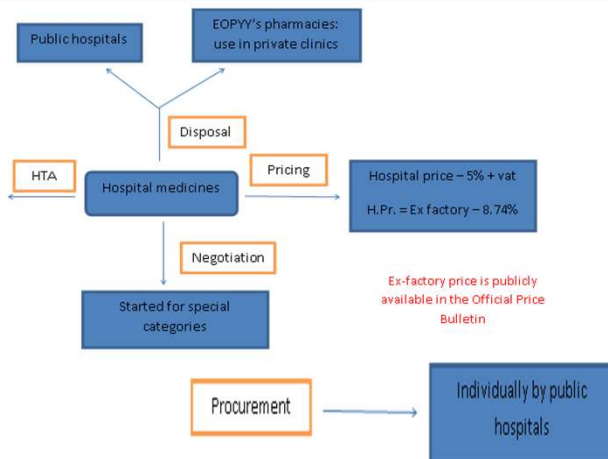 Public hospitals
EOPYY's pharmacies:
use in private clinics
Disposal
HTA
Hospital medicines
Pricing
Hospital price – 5% + vat
H.Pr. = Ex factory – 8.74%
Negotiation
Started for special
categories
Ex-factory price is publicly
available in the Official Price
Bulletin
Procurement
Individually by public
hospitals